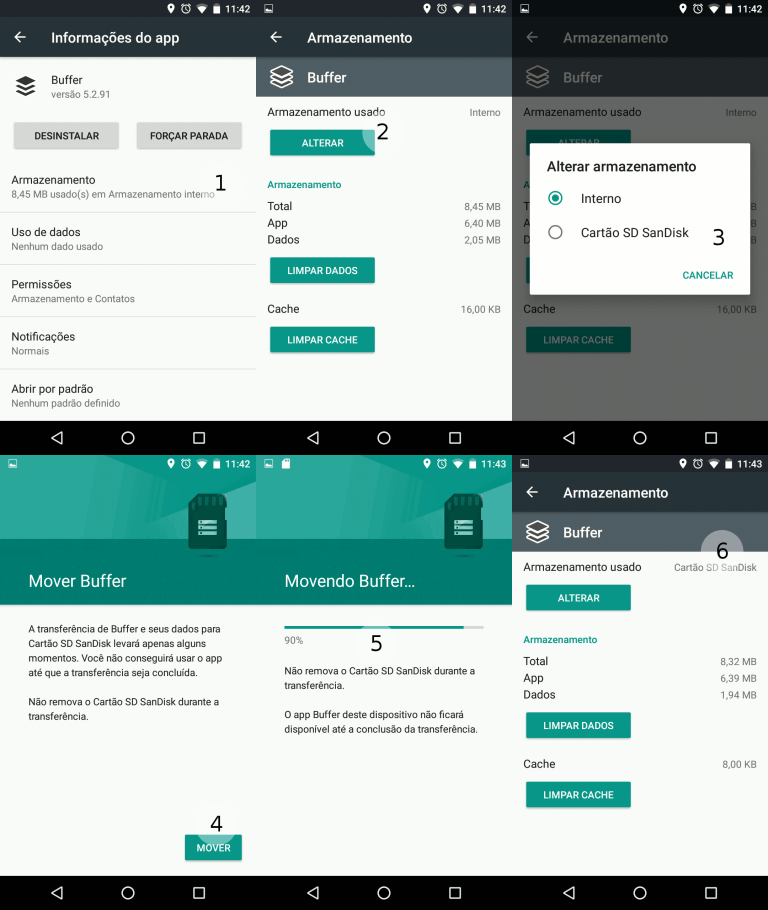 11:42
Informações do app
Buffer
versão 5.2.91
DESINSTALAR
FORÇAR PARADA
Armazenamento
8,45 MB usado(s) em Armazenamento interno
1
Uso de dados
Nenhum dado usado
Permissões
Armazenamento e Contatos
Notificações
Normais
Abrir por padrão
Nenhum padrão definido
11:42
Armazenamento
Buffer
Armazenamento usado
Interno
ALTERAR
2
Armazenamento
Total
8,45 MB
App
6,40 MB
Dados
2,05 MB
LIMPAR DADOS
Cache
16,00 KB
LIMPAR CACHE
11:42
Armazenamento
Buffer
Armazenamento usado
Interno
ALTERAR
Alterar armazenamento
Interno
Cartão SD SanDisk
3
CANCELAR
Cache
16,00 KB
LIMPAR CACHE
11:42
Mover Buffer
A transferência de Buffer e seus dados para
Cartão SD SanDisk levará apenas alguns
momentos. Você não conseguirá usar o app
até que a transferência seja concluída.
Não remova o Cartão SD SanDisk durante a
transferência.
4
MOVER
11:43
Movendo Buffer...
90%
5
Não remova o Cartão SD SanDisk durante a
transferência.
O app Buffer deste dispositivo não ficará
disponível até a conclusão da transferência.
11:43
Armazenamento
Buffer
6
Armazenamento usado
Cartão SD SanDisk
ALTERAR
Armazenamento
Total
8,32 MB
App
6,39 MB
Dados
1,94 MB
LIMPAR DADOS
Cache
8,00 KB
LIMPAR CACHE